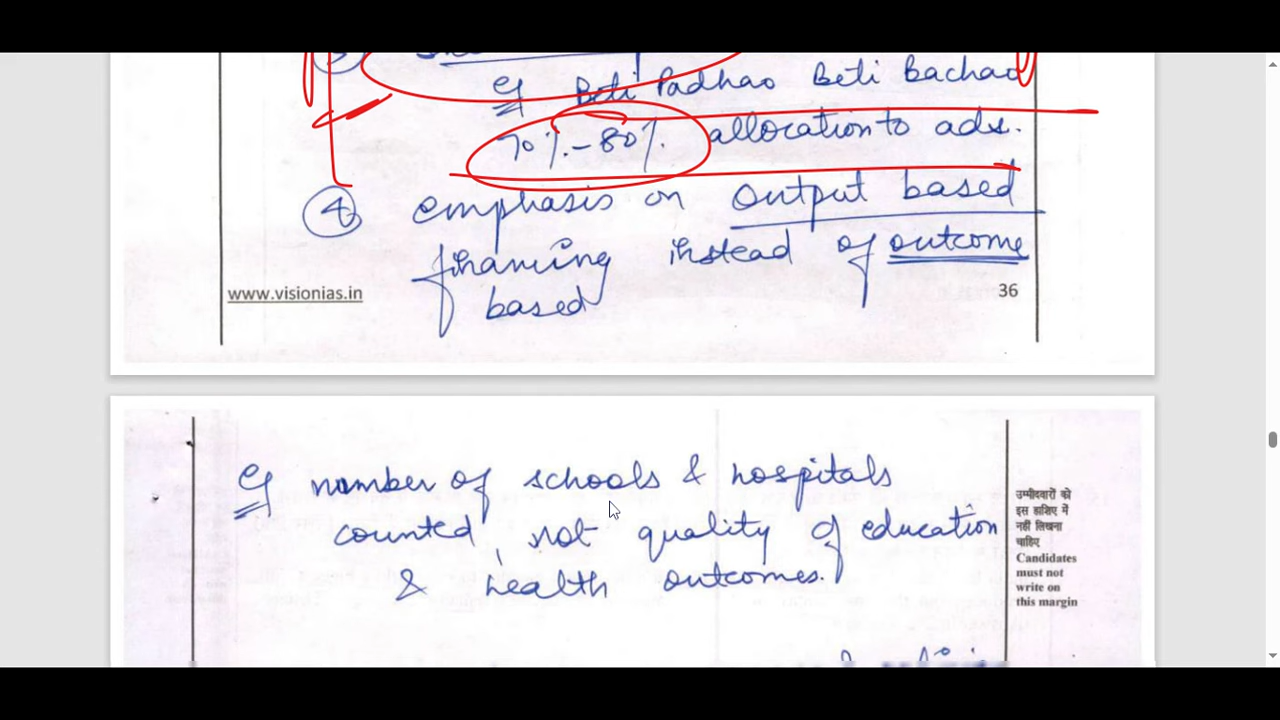 eg Beti Padhao Beti Bachao
70%-80% allocation to ads.
4 emphasis on output based
financing instead of outcome
based
www.visionias.in
36
eg number of schools & hospitals
counted, not quality of education
& health outcomes.
उम्मीदवारों को
इस हाशिए में
नहीं लिखना
चाहिए
Candidates
must not
write on
this margin